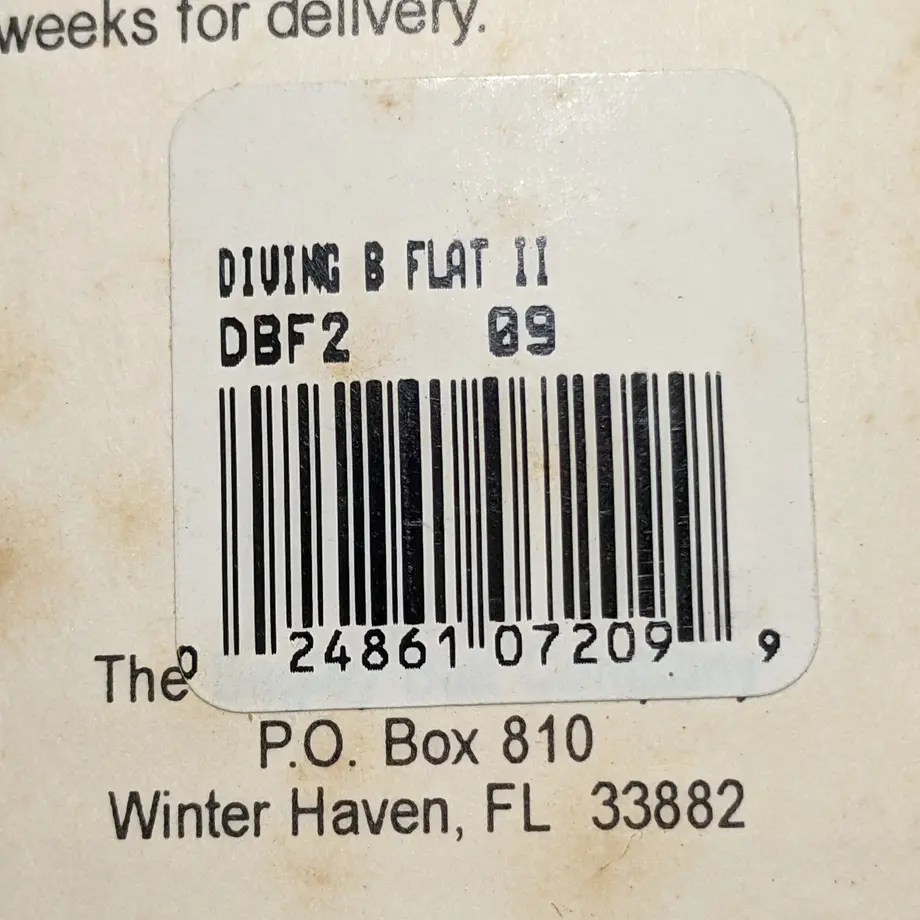 weeks for delivery.
DIVING B FLAT II
DBF2 09
0 24861 07209 9
The
P.O. Box 810
Winter Haven, FL 33882